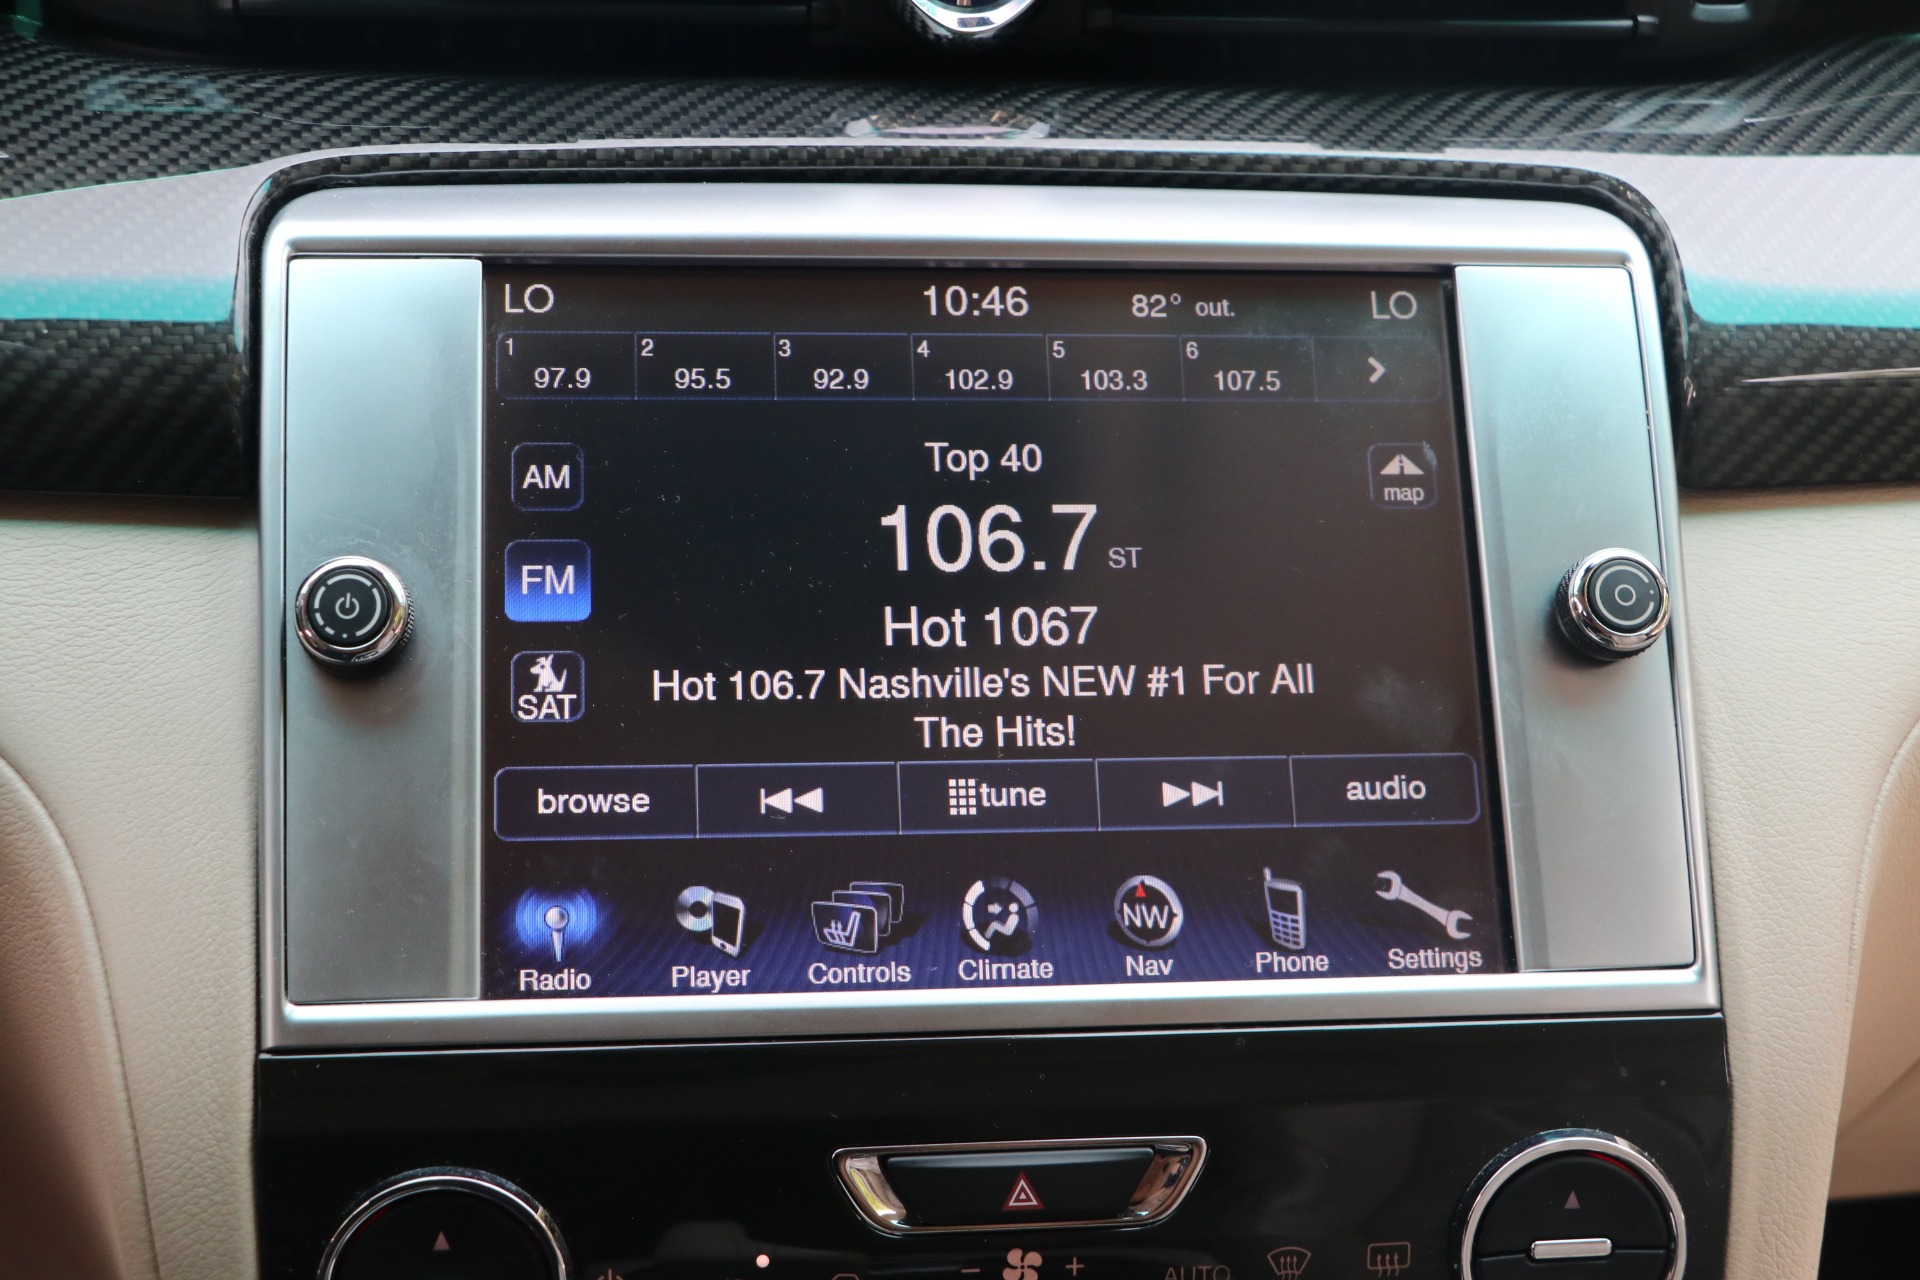 LO 10:46 82° out. LO
1 2 3 4 5 6
97.9 95.5 92.9 102.9 103.3 107.5
AM Top 40 map
106.7 ST
FM
Hot 1067
SAT Hot 106.7 Nashville's NEW #1 For All
The Hits!
browse tune audio
NW
Radio Player Controls Climate Nav Phone Settings
- +
AUTO